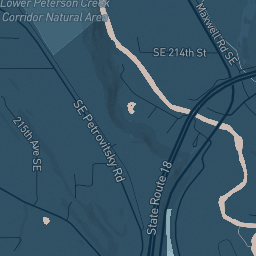 Lower Peterson Creek
Corridor Natural Area
SE 214th St
Maxwell Rd SE
SE Petrovitsky Rd
215th Ave SE
State Route 18